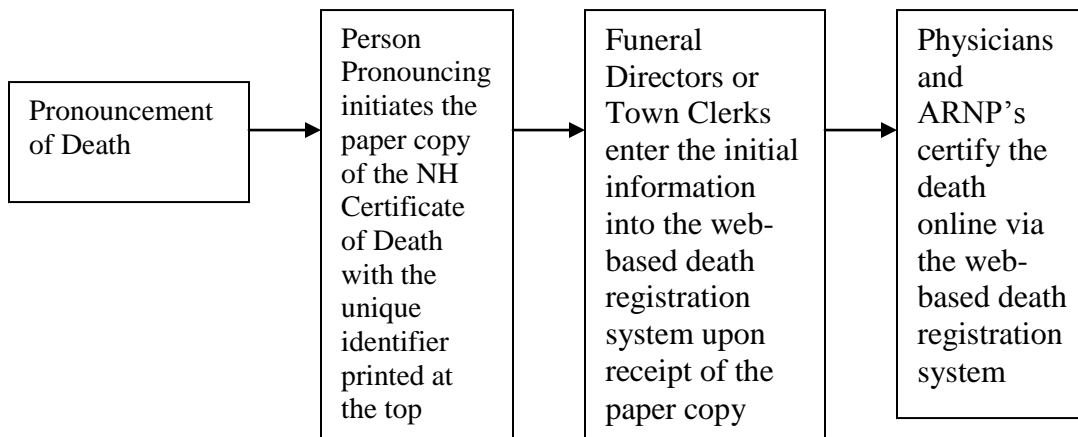 Pronouncement
of Death
Person
Pronouncing
initiates the
paper copy
of the NH
Certificate
of Death
with the
unique
identifier
printed at
the top
Funeral
Directors or
Town Clerks
enter the initial
information
into the web-
based death
registration
system upon
receipt of the
paper copy
Physicians
and
ARNP’s
certify the
death
online via
the web-
based death
registration
system